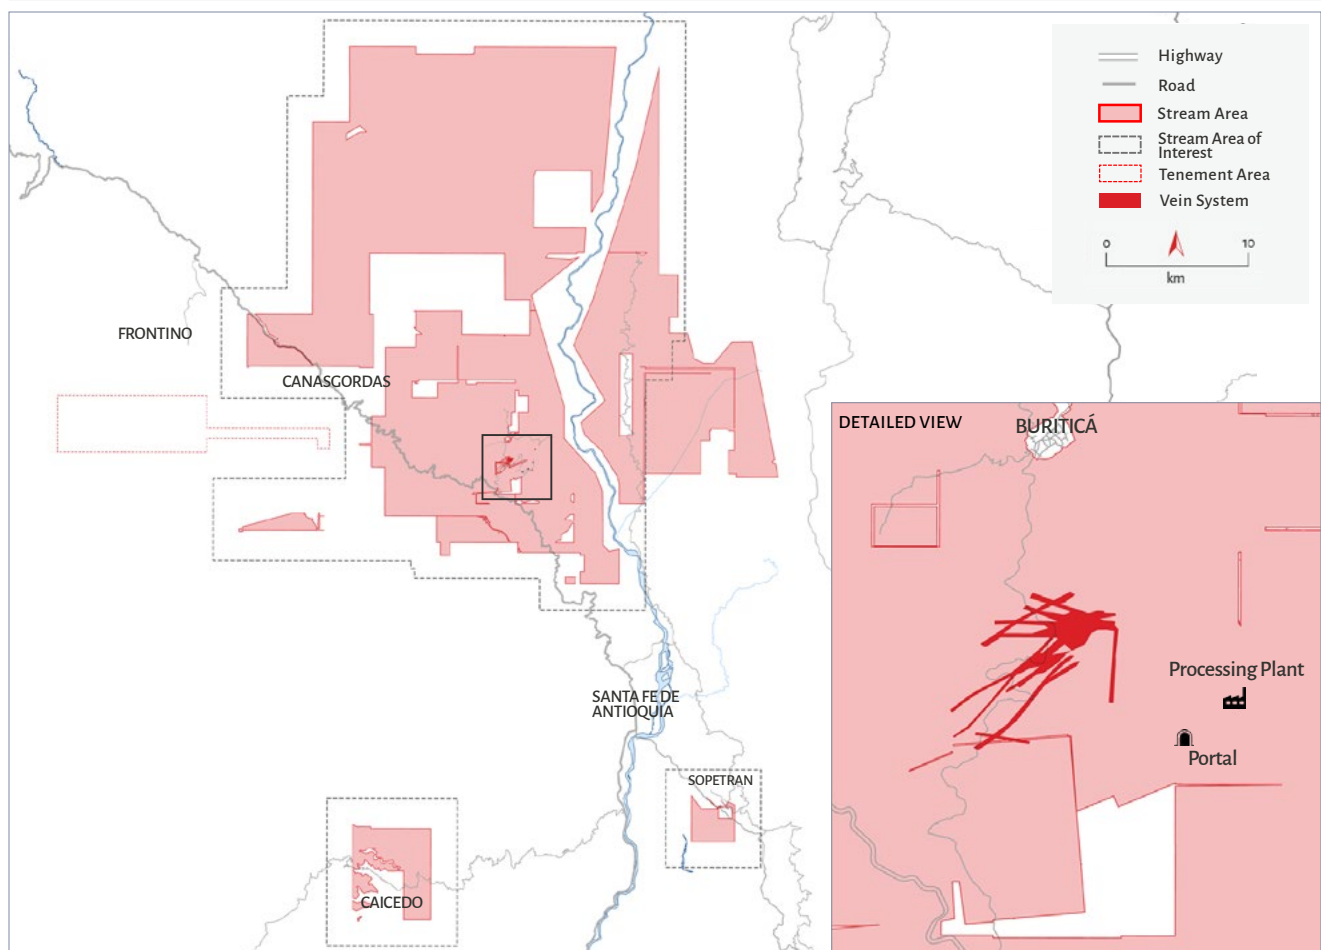 Highway
Road
Stream Area
Stream Area of
Interest
Tenement Area
Vein System
0 10
km
FRONTINO
CANASGORDAS
DETAILED VIEW
BURITICÁ
Processing Plant
Portal
SANTA FE DE
ANTIOQUIA
SOPETRAN
CAICEDO